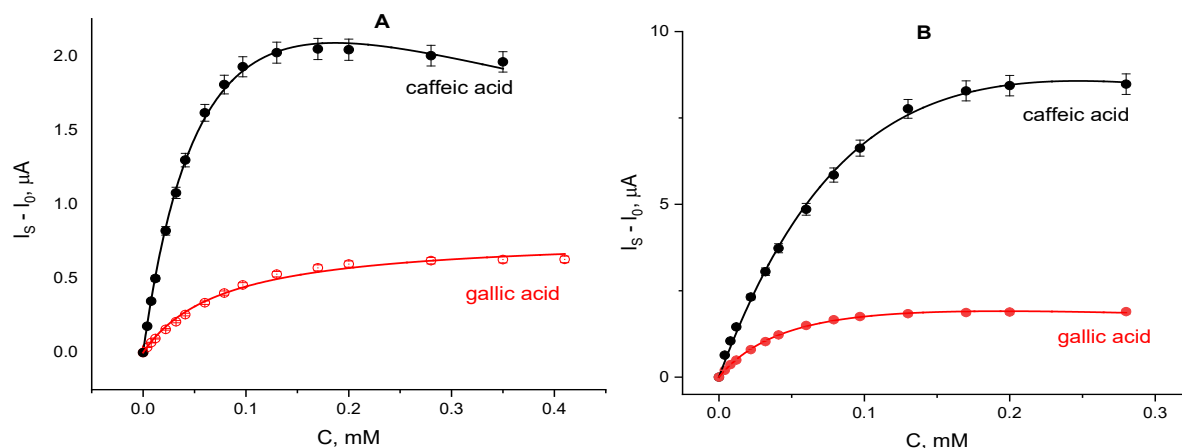 A
2.0
1.5
1.0
0.5
0.0
I_S - I_0, μA
caffeic acid
gallic acid
0.0 0.1 0.2 0.3 0.4
C, mM
B
10
5
0
I_S - I_0, μA
caffeic acid
gallic acid
0.0 0.1 0.2 0.3
C, mM